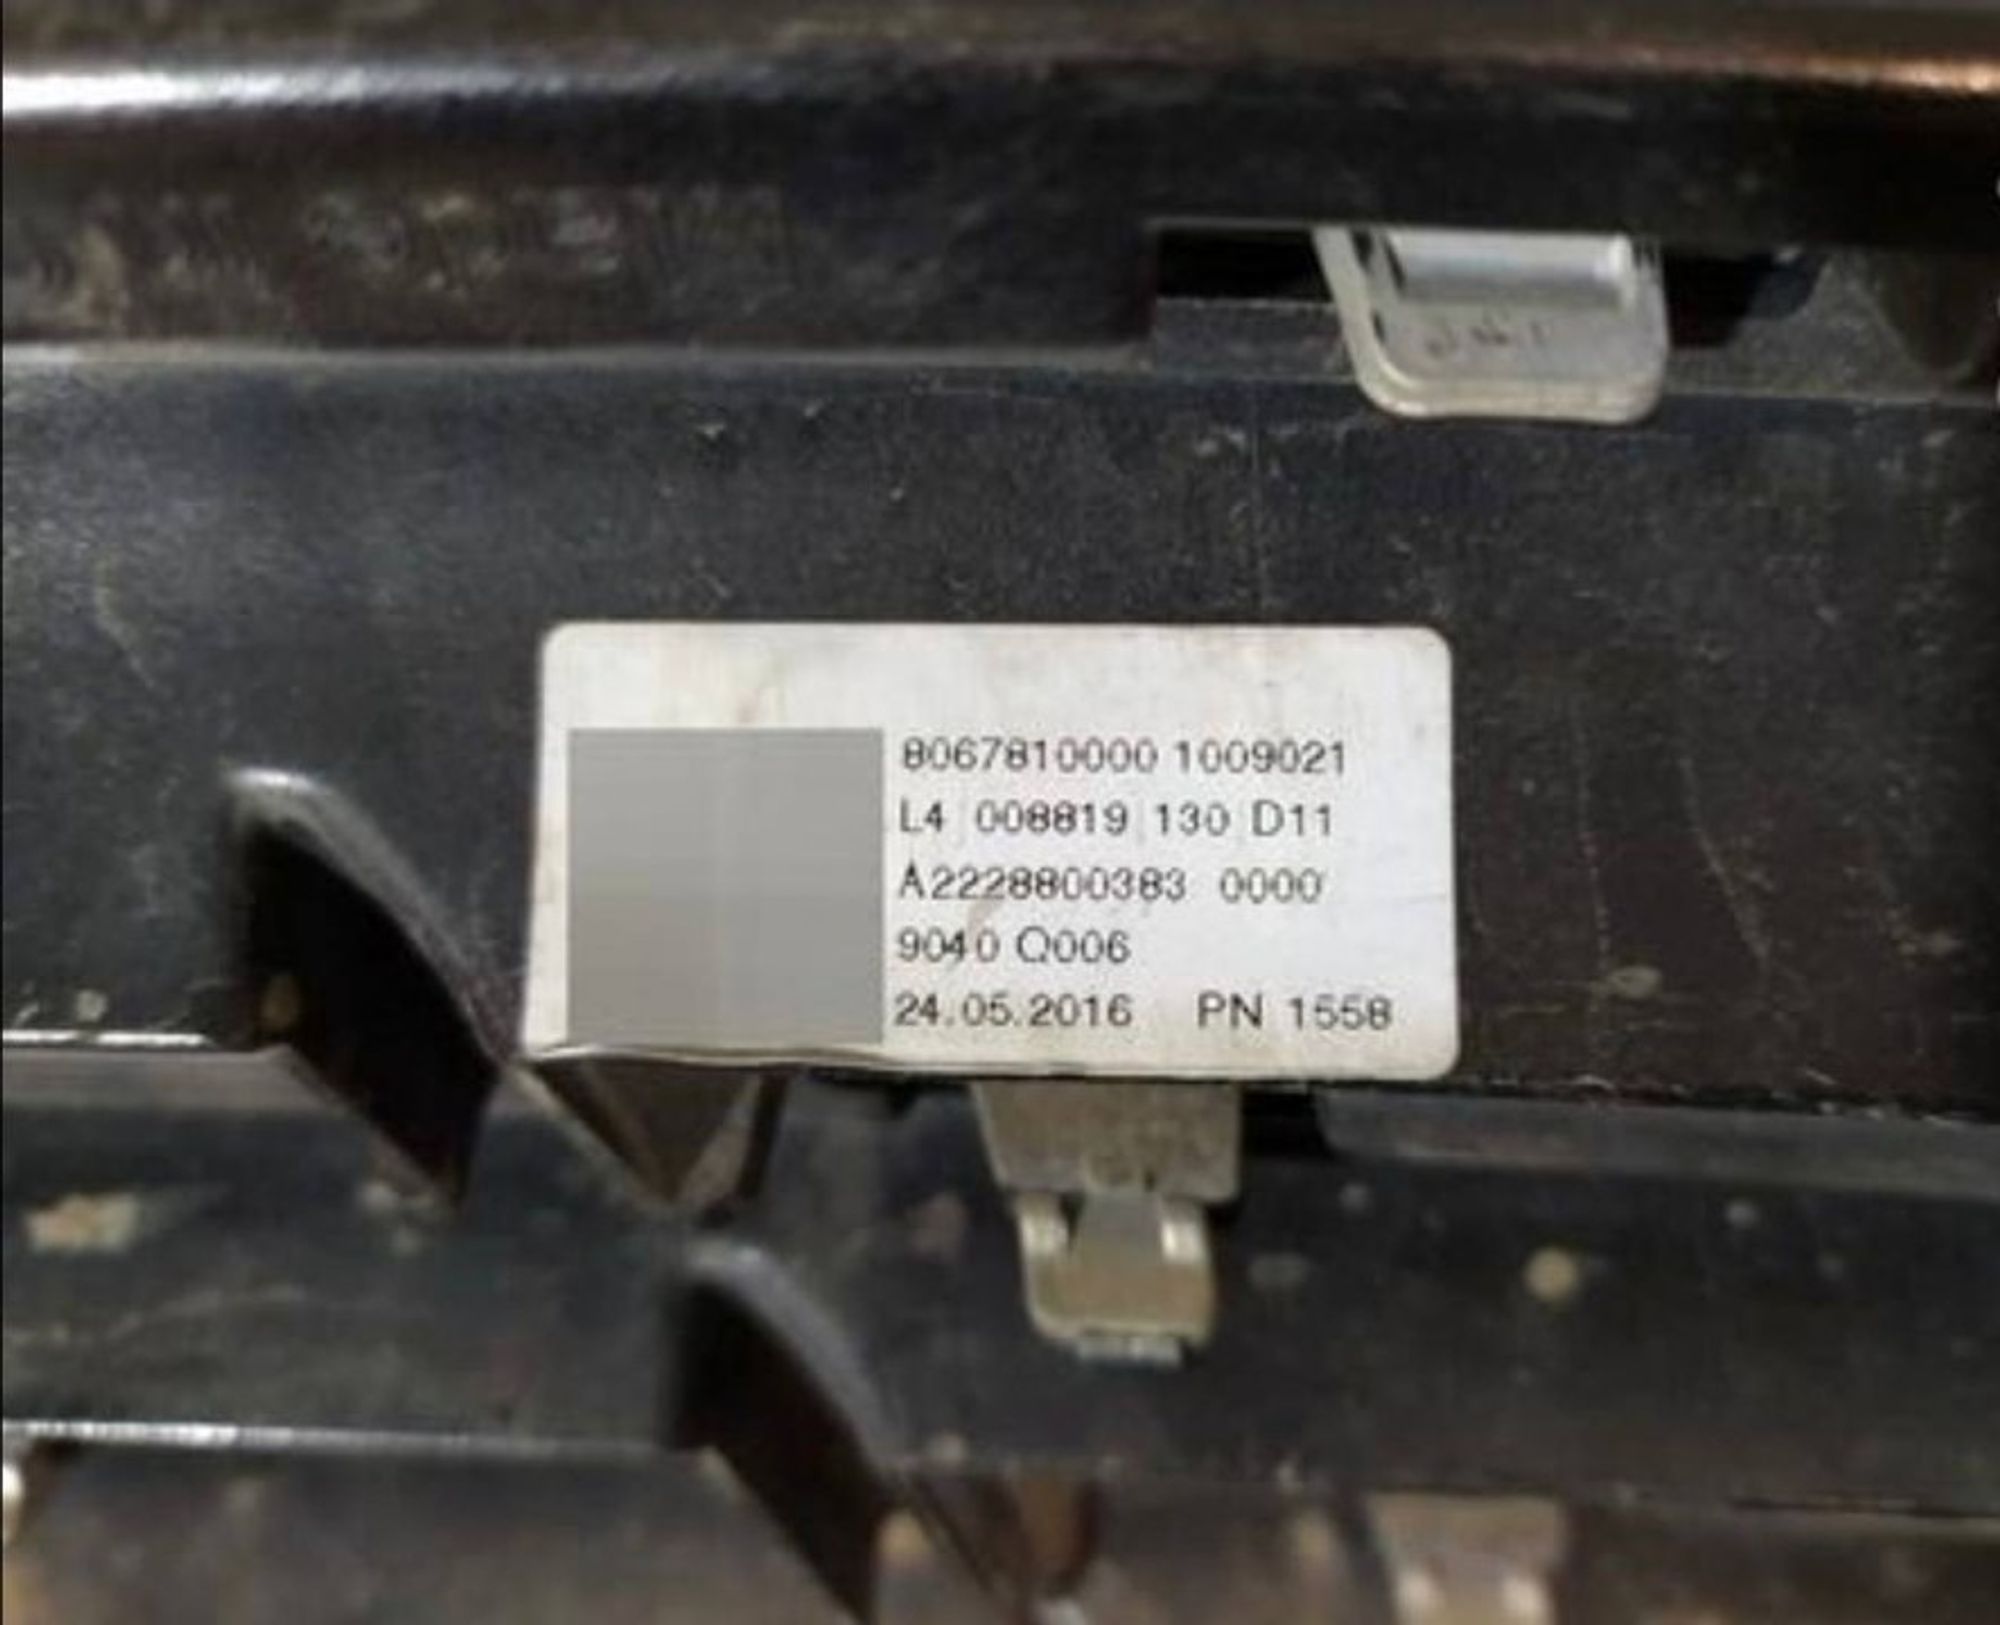 8067810000 1009021
L4 008819 130 D11
A2228800383 0000
9040 Q006
24.05.2016 PN 1558